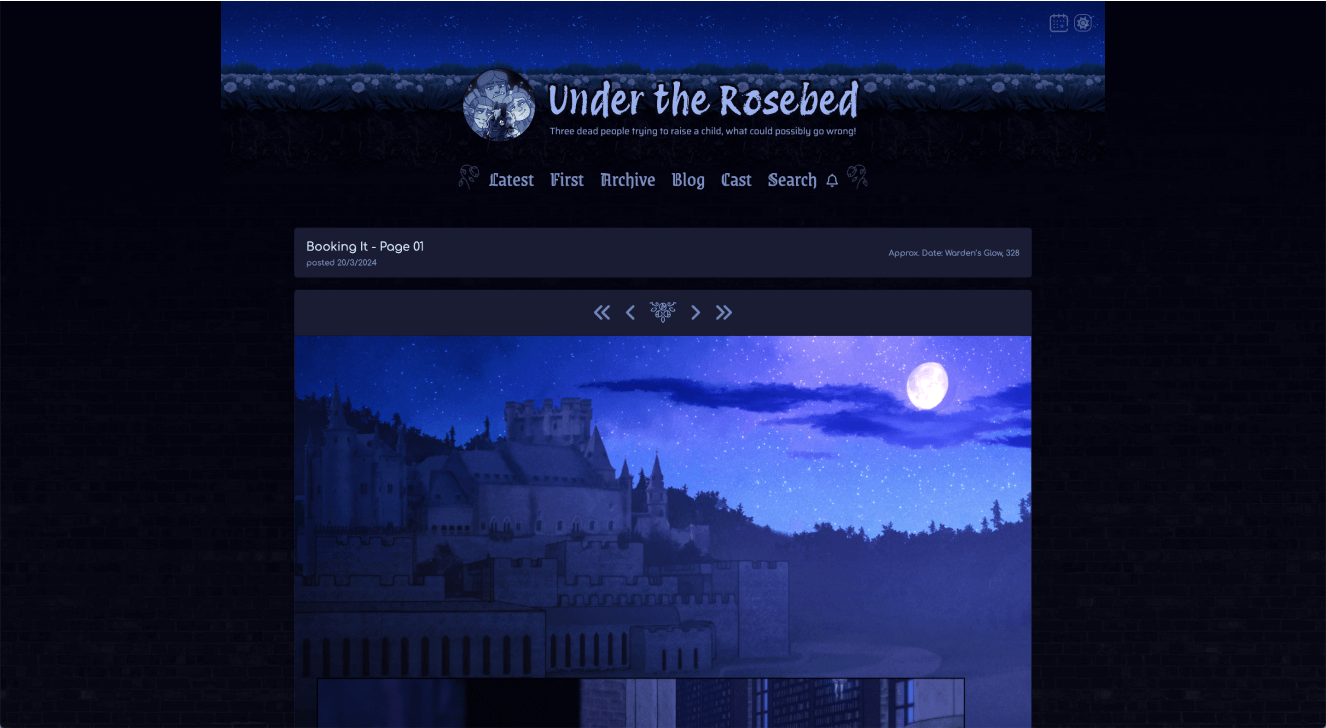 Under the Rosebed
Three dead people trying to raise a child, what could possibly go wrong!
Latest First Archive Blog Cast Search
Booking It - Page 01
posted 20/3/2024
Approx. Date: Warden's Glow, 328